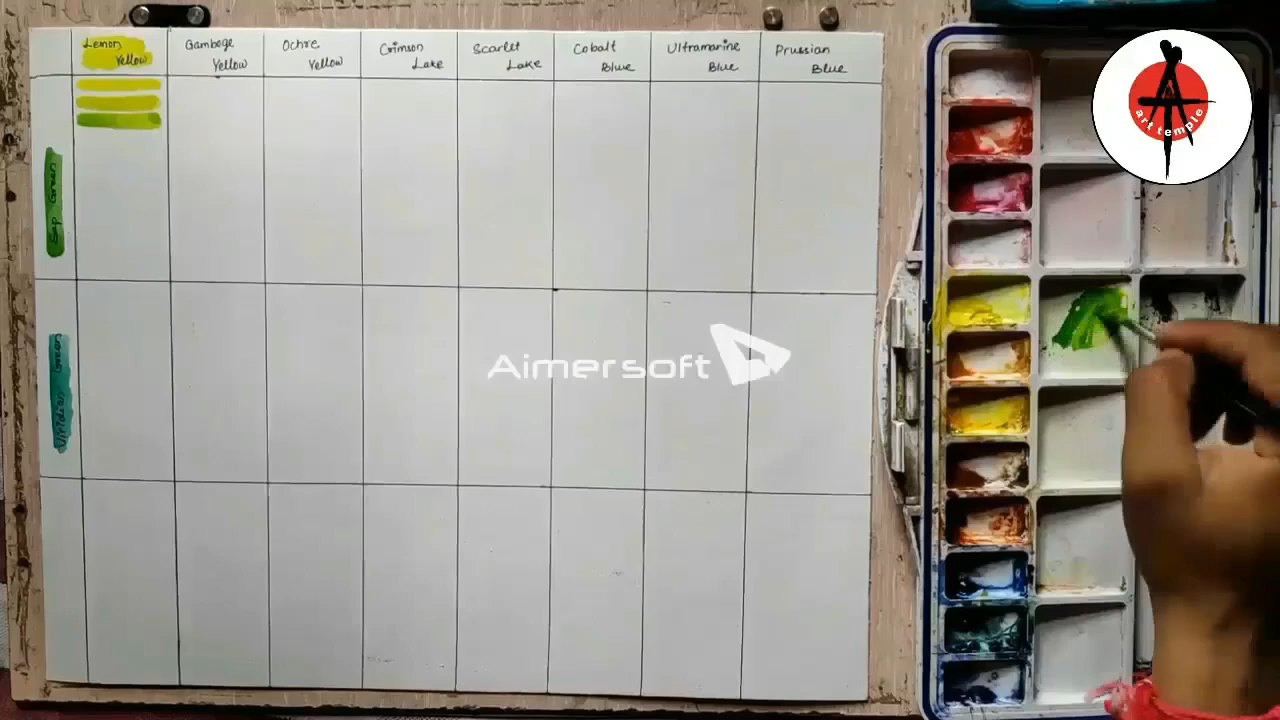 Lemon
Yellow
Gamboge
Yellow
Ochre
Yellow
Crimson
Lake
Scarlet
Lake
Cobalt
Blue
Ultramarine
Blue
Prussian
Blue
Sap Green
Viridian Green
Aimersoft
art temple